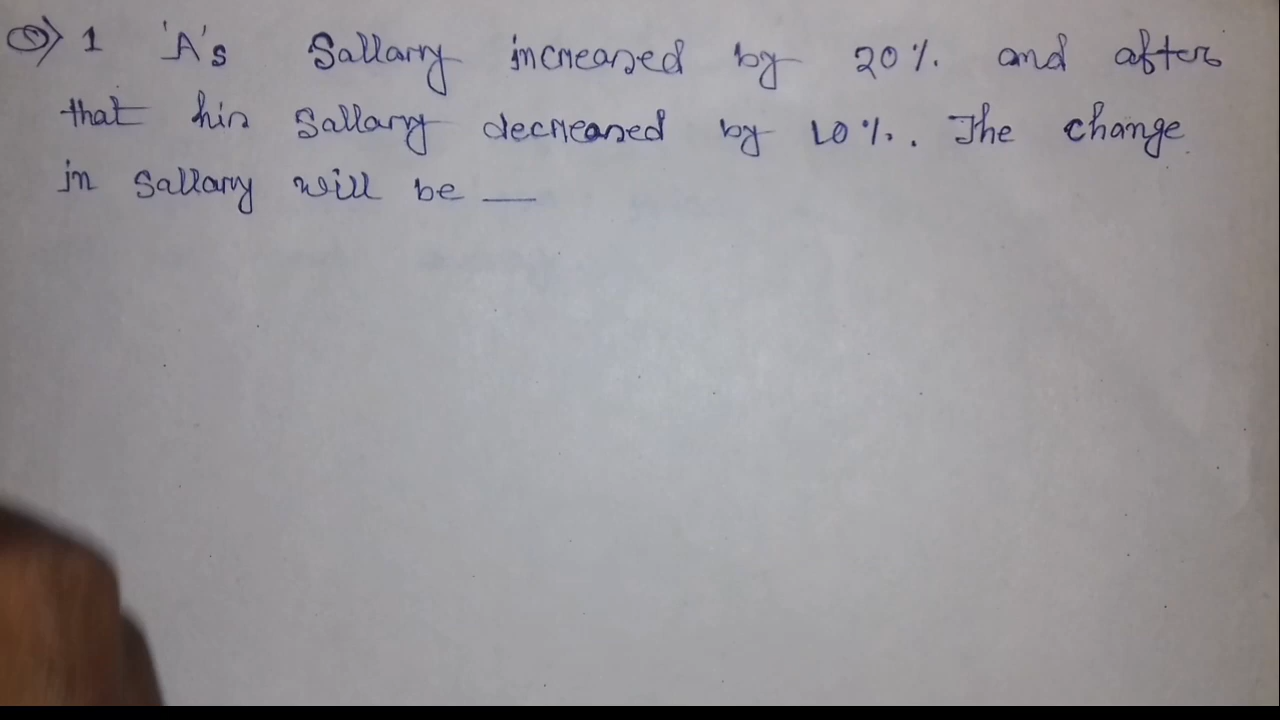 Q> 1 'A's Sallary increased by 20% and after
that his Sallary decreased by 10%. The change
in Sallary will be __